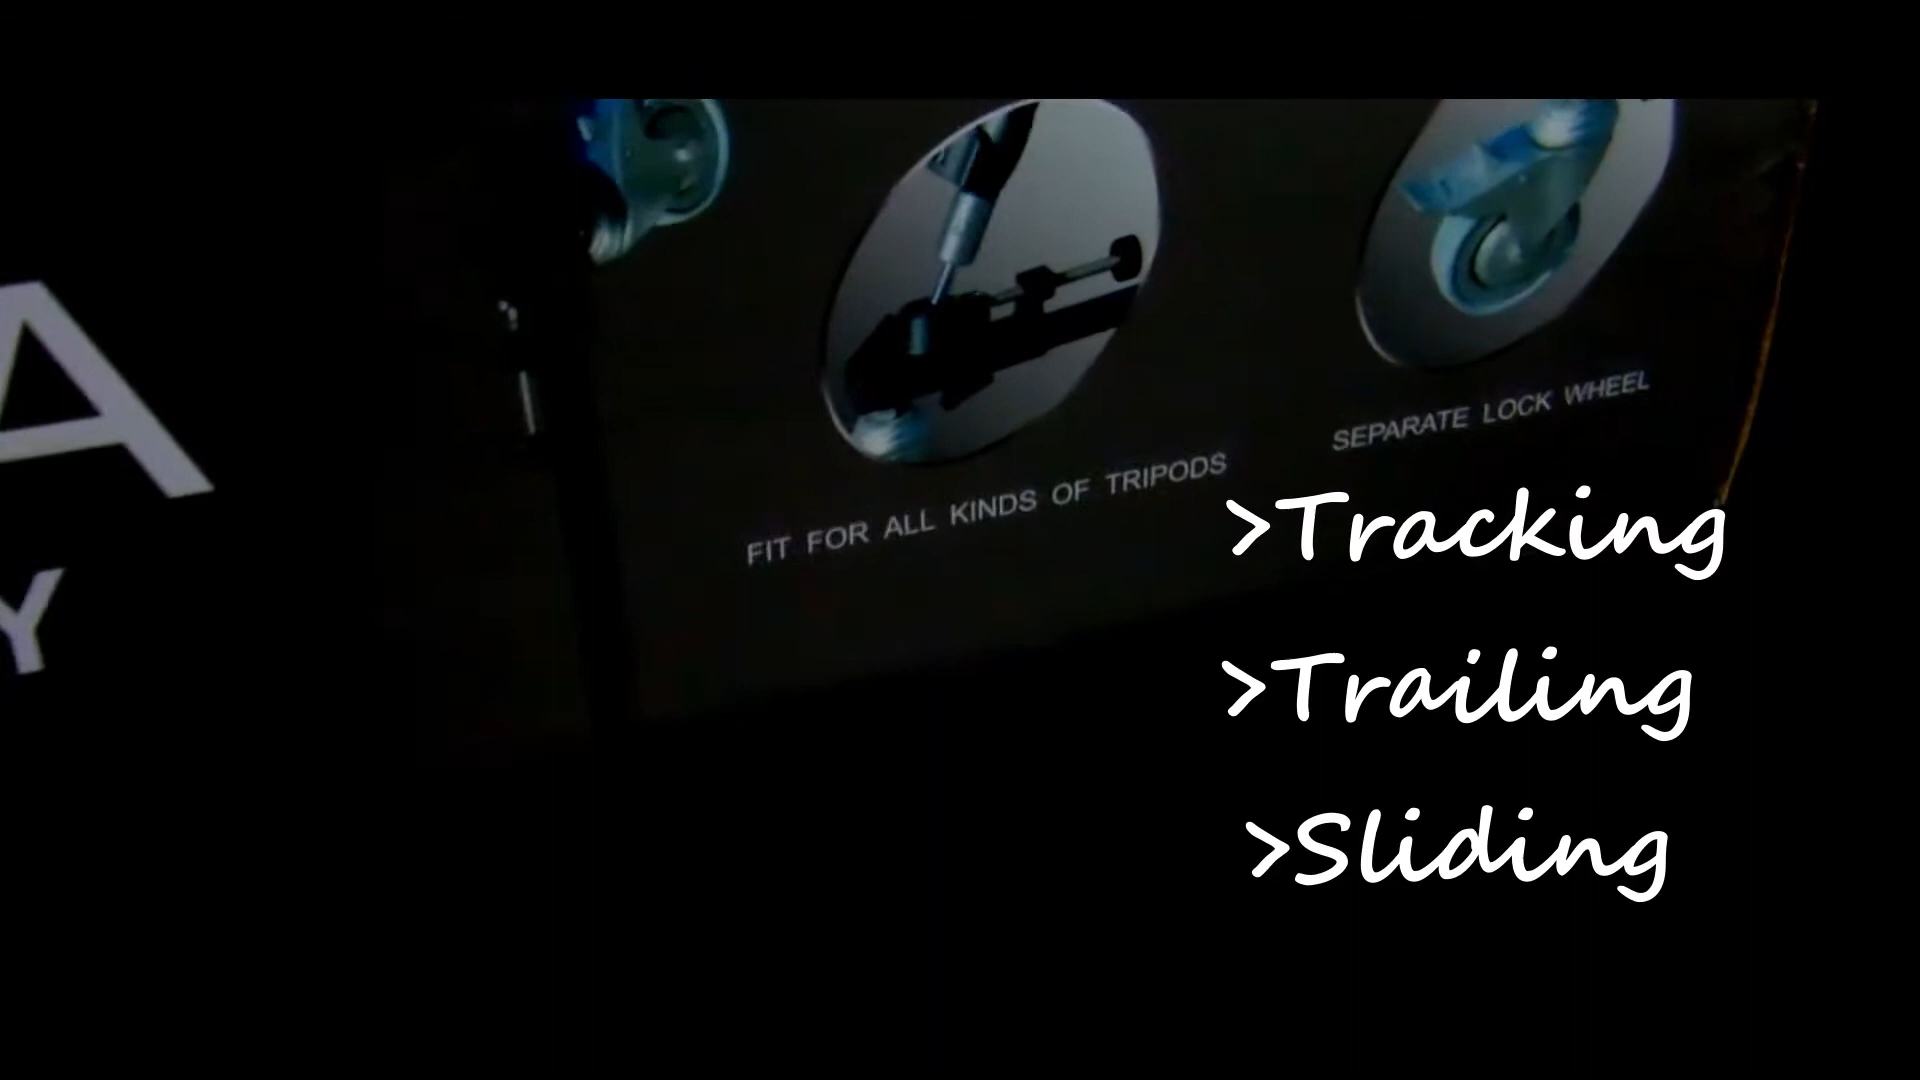 A
Y
SEPARATE LOCK WHEEL
FIT FOR ALL KINDS OF TRIPODS
>Tracking
>Trailing
>Sliding